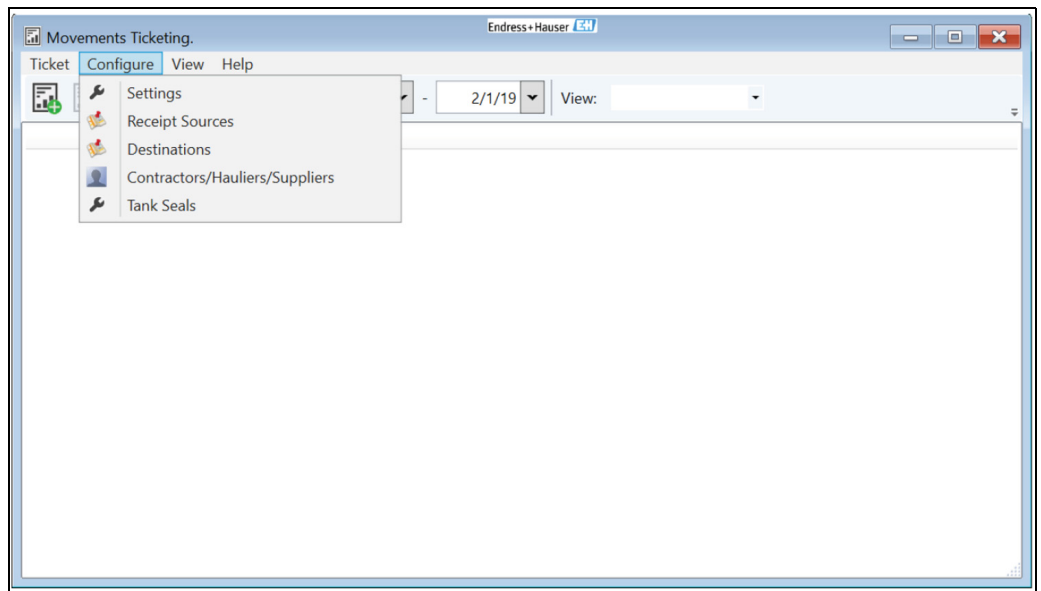 Endress+Hauser EH
Movements Ticketing.
Ticket Configure View Help
- 2/1/19 View:
Settings
Receipt Sources
Destinations
Contractors/Hauliers/Suppliers
Tank Seals